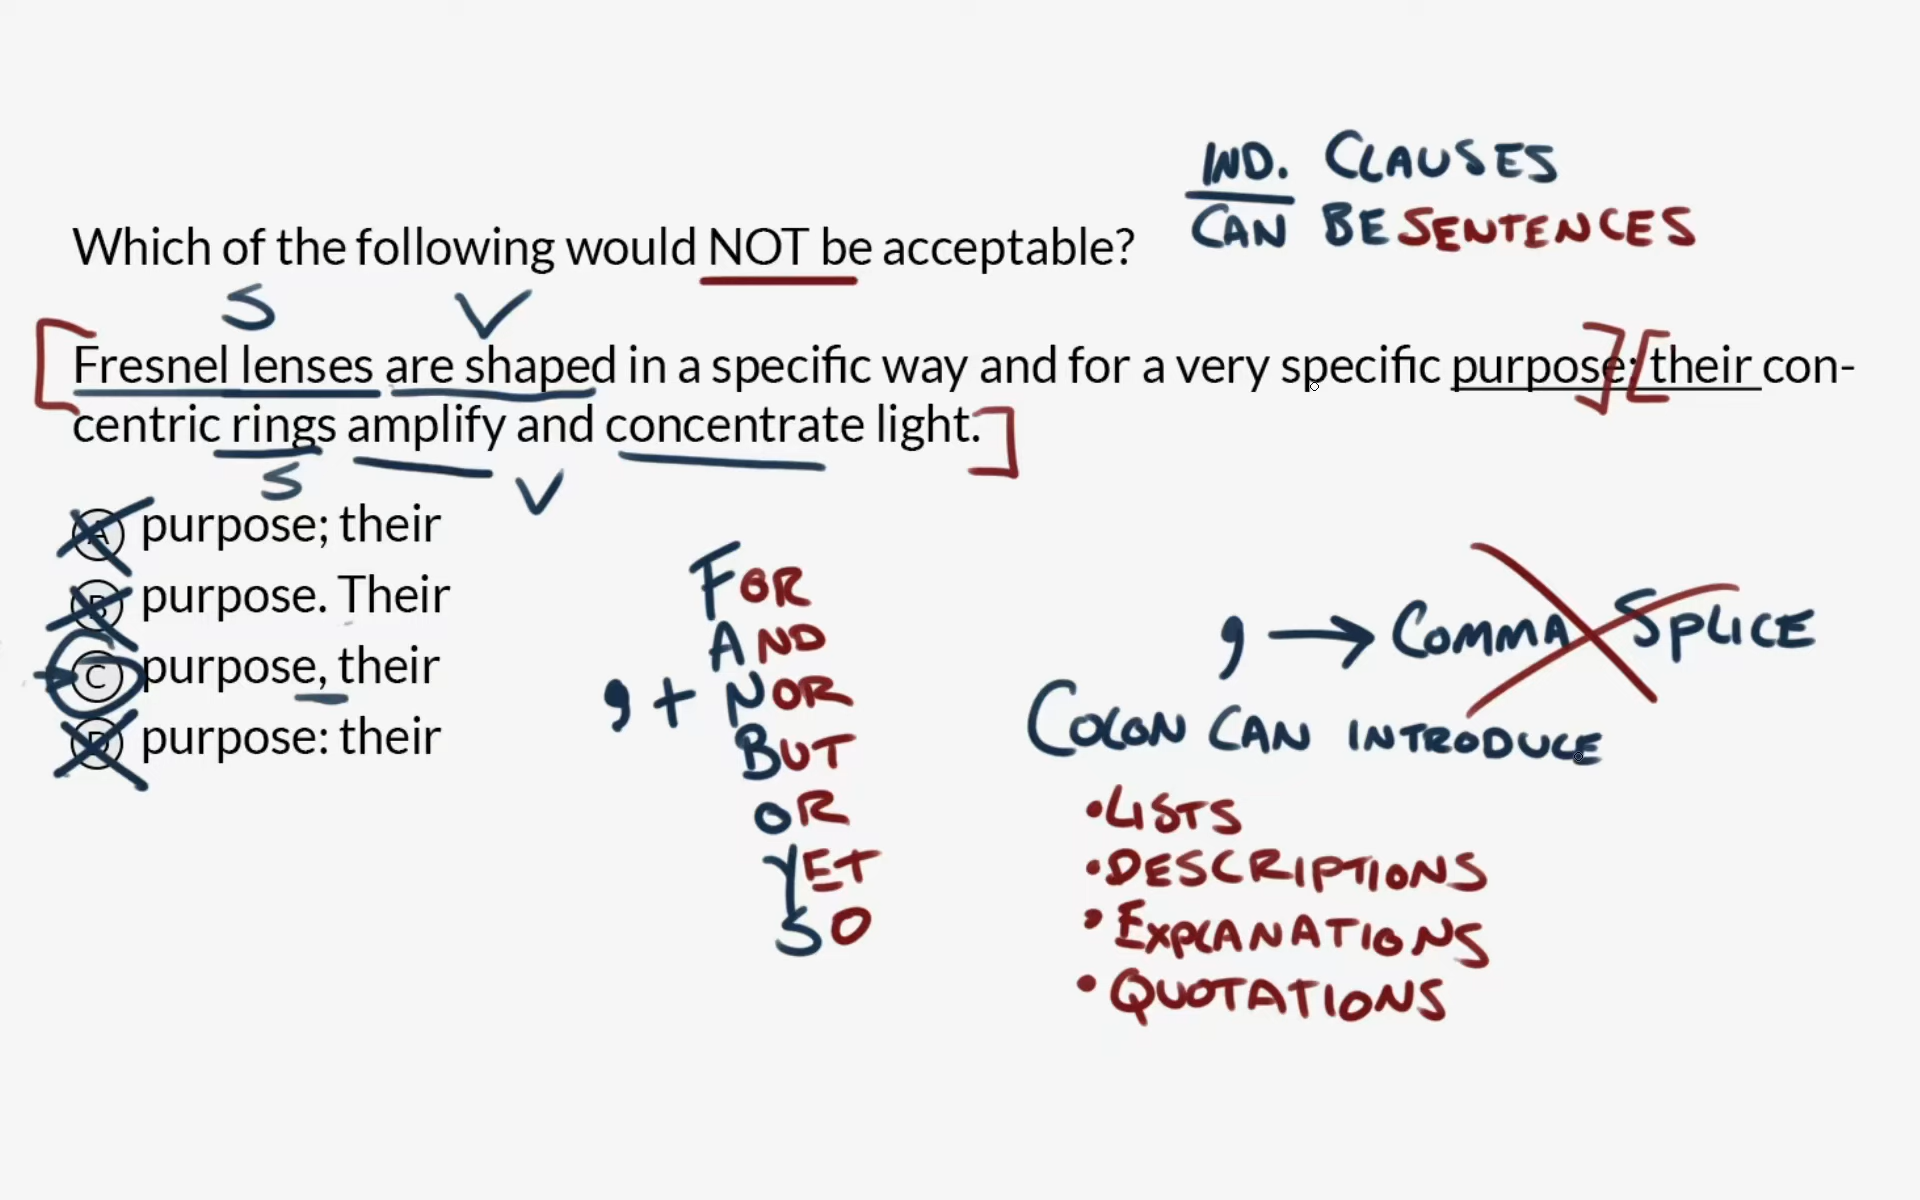 IND. CLAUSES
CAN BE SENTENCES
Which of the following would NOT be acceptable?
S V
Fresnel lenses are shaped in a specific way and for a very specific purpose; their con-
centric rings amplify and concentrate light.
S V
A purpose; their
B purpose. Their
C purpose, their
D purpose: their
, +
FOR
AND
NOR
BUT
OR
YET
SO
, → COMMA SPLICE
COLON CAN INTRODUCE
• LISTS
• DESCRIPTIONS
• EXPLANATIONS
• QUOTATIONS